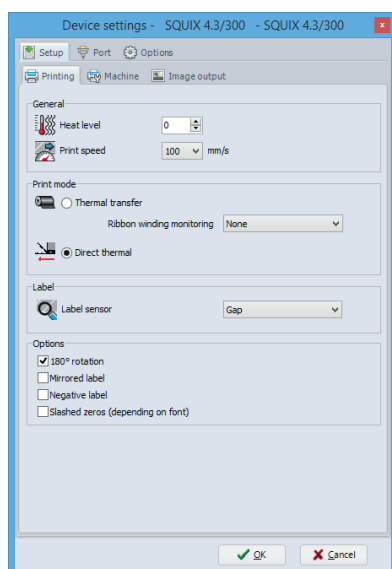 Device settings - SQUIX 4.3/300 - SQUIX 4.3/300
x
Setup Port Options
Printing Machine Image output
General
Heat level 0
Print speed 100 mm/s
Print mode
Thermal transfer
Ribbon winding monitoring None
Direct thermal
Label
Label sensor Gap
Options
180° rotation
Mirrored label
Negative label
Slashed zeros (depending on font)
OK Cancel